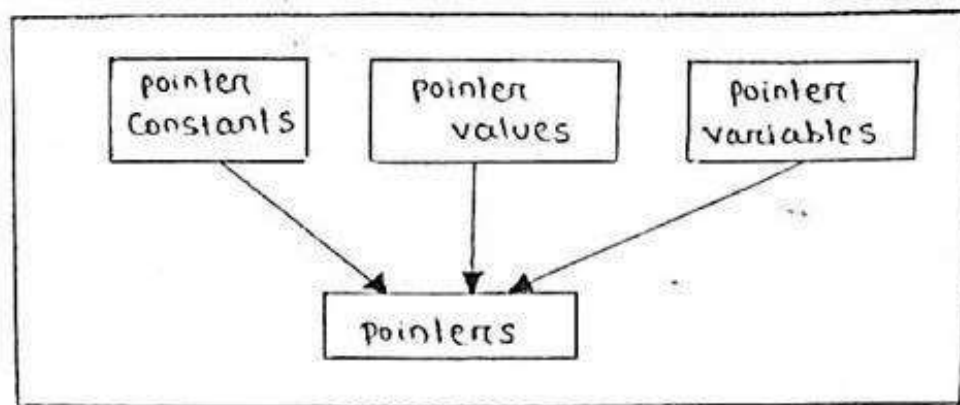 pointer
Constants
pointer
values
pointer
variables
pointers